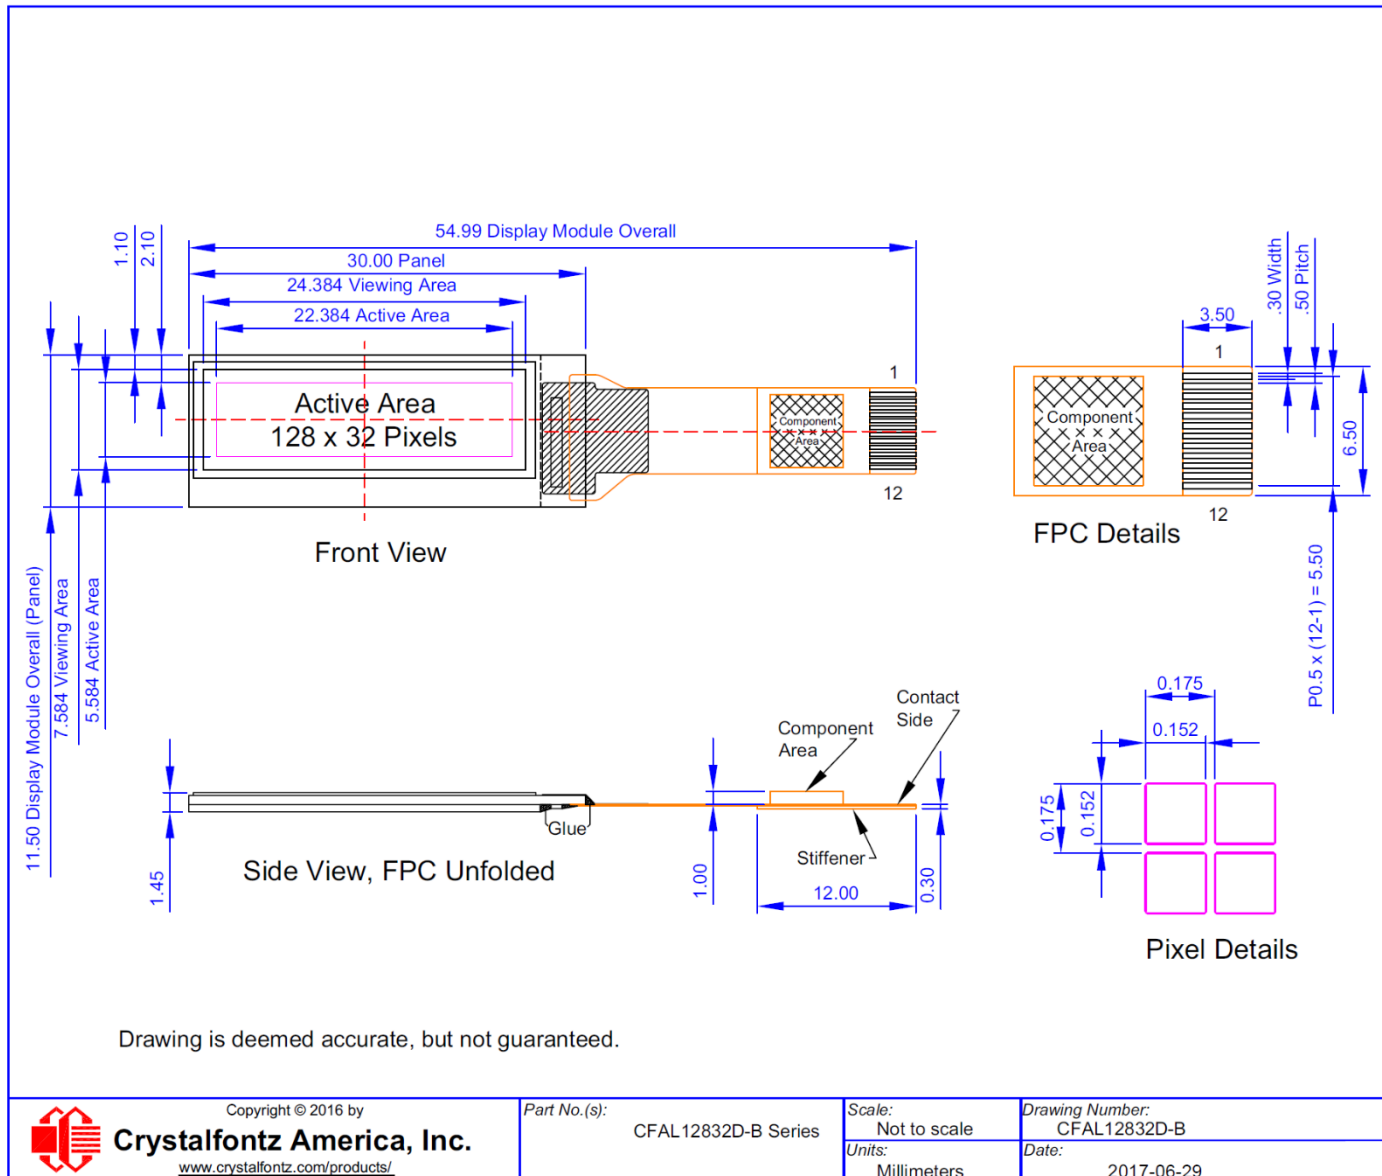 54.99 Display Module Overall
30.00 Panel
24.384 Viewing Area
22.384 Active Area
1.10
2.10
11.50 Display Module Overall (Panel)
7.584 Viewing Area
5.584 Active Area
Active Area
128 x 32 Pixels
Component
Area
1
12
Front View
3.50
.30 Width
.50 Pitch
1
Component
Area
6.50
12
P0.5 x (12-1) = 5.50
FPC Details
1.45
Glue
Side View, FPC Unfolded
Component
Area
Contact
Side
Stiffener
1.00
12.00
0.30
0.175
0.152
0.175
0.152
Pixel Details
Drawing is deemed accurate, but not guaranteed.
Copyright © 2016 by
Crystalfontz America, Inc.
www.crystalfontz.com/products/
Part No.(s):
CFAL12832D-B Series
Scale:
Not to scale
Units:
Millimeters
Drawing Number:
CFAL12832D-B
Date:
2017-06-29